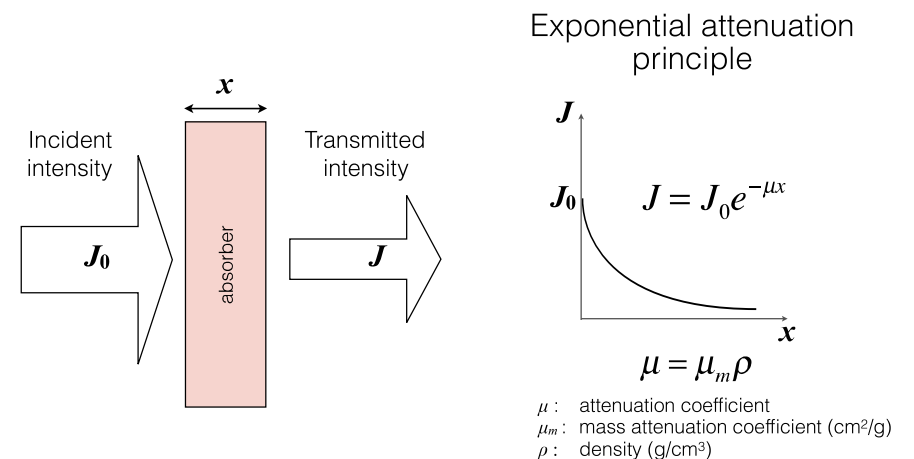 Exponential attenuation
principle
x
Incident
intensity
J₀
absorber
Transmitted
intensity
J
J
J₀
J = J₀e^{−μx}
x
μ = μₘρ
μ : attenuation coefficient
μₘ : mass attenuation coefficient (cm²/g)
ρ : density (g/cm³)